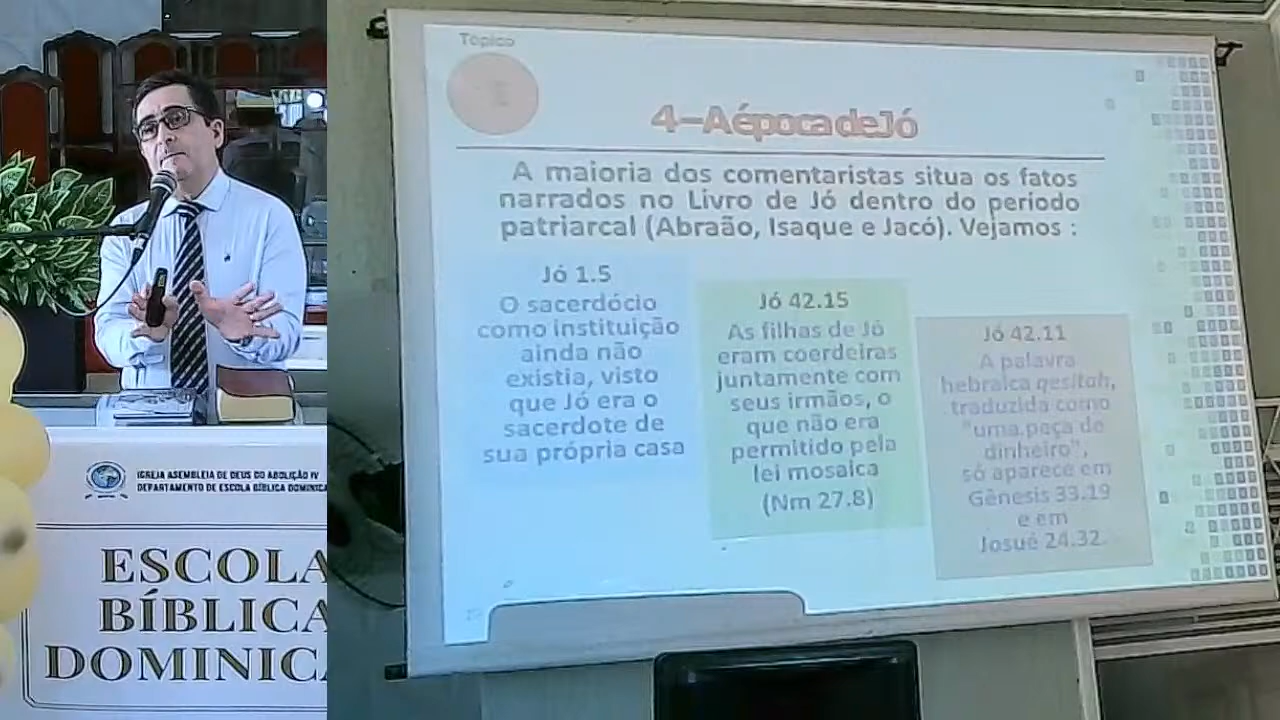 IGREJA ASEMBLEIA DE DEUS DO ABOLIÇÃO IV
DEPARTAMENTO DE ESCOLA BÍBLICA DOMINICA
ESCOLA
BÍBLICA
DOMINICA
Tópico
4-A época de Jó
A maioria dos comentaristas situa os fatos
narrados no Livro de Jó dentro do período
patriarcal (Abraão, Isaque e Jacó). Vejamos :
Jó 1.5
O sacerdócio
como instituição
ainda não
existia, visto
que Jó era o
sacerdote de
sua própria casa
Jó 42.15
As filhas de Jó
eram coerdeiras
juntamente com
seus irmãos, o
que não era
permitido pela
lei mosaica
(Nm 27.8)
Jó 42.11
A palavra
hebraica qesitah,
traduzida como
"uma peça de
dinheiro",
só aparece em
Gênesis 33.19
e em
Josué 24.32.